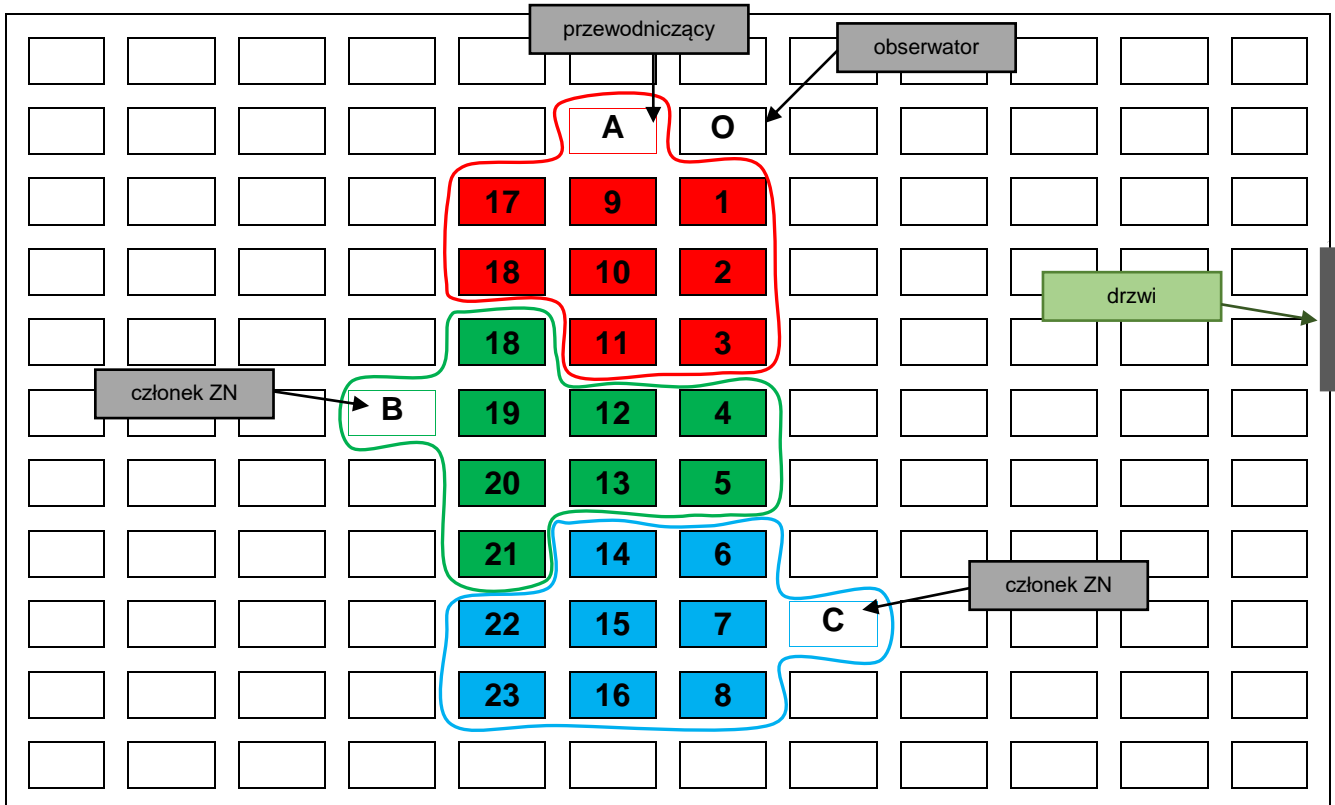 przewodniczący
obserwator
A O
17 9 1
18 10 2
drzwi
18 11 3
członek ZN
B 19 12 4
20 13 5
21 14 6
członek ZN
22 15 7 C
23 16 8